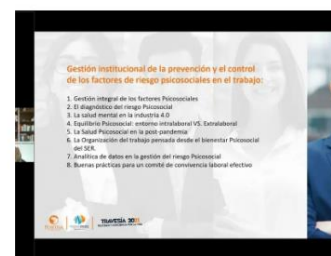 Gestión institucional de la prevención y el control
de los factores de riesgo psicosociales en el trabajo:
1. Gestión integral de los factores Psicosociales
2. El diagnóstico del riesgo Psicosocial
3. La salud mental en la industria 4.0
4. Equilibrio Psicosocial: entorno intralaboral VS. Extralaboral
5. La Salud Psicosocial en la post-pandemia
6. La Organización del trabajo pensada desde el bienestar Psicosocial
del SER.
7. Analítica de datos en la gestión del riesgo Psicosocial
8. Buenas prácticas para un comité de convivencia laboral efectivo
TRAVESÍA 2021